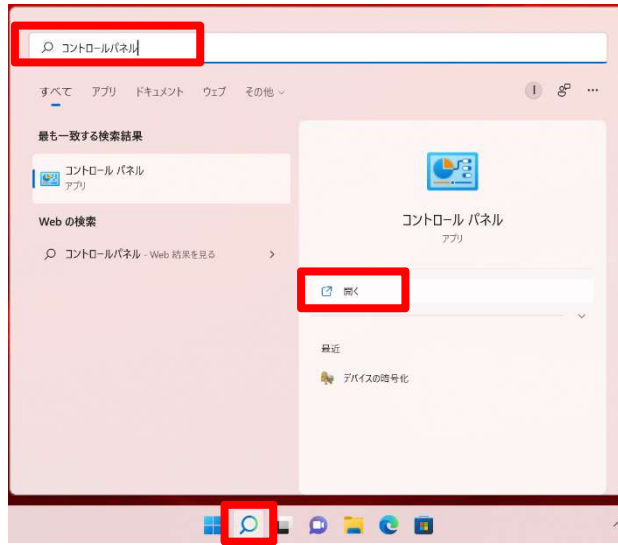 コントロールパネル
すべて アプリ ドキュメント ウェブ その他 I ...
最も一致する検索結果
コントロール パネル
アプリ
Web の検索
コントロールパネル - Web 結果を見る
コントロール パネル
アプリ
開く
最近
デバイスの暗号化